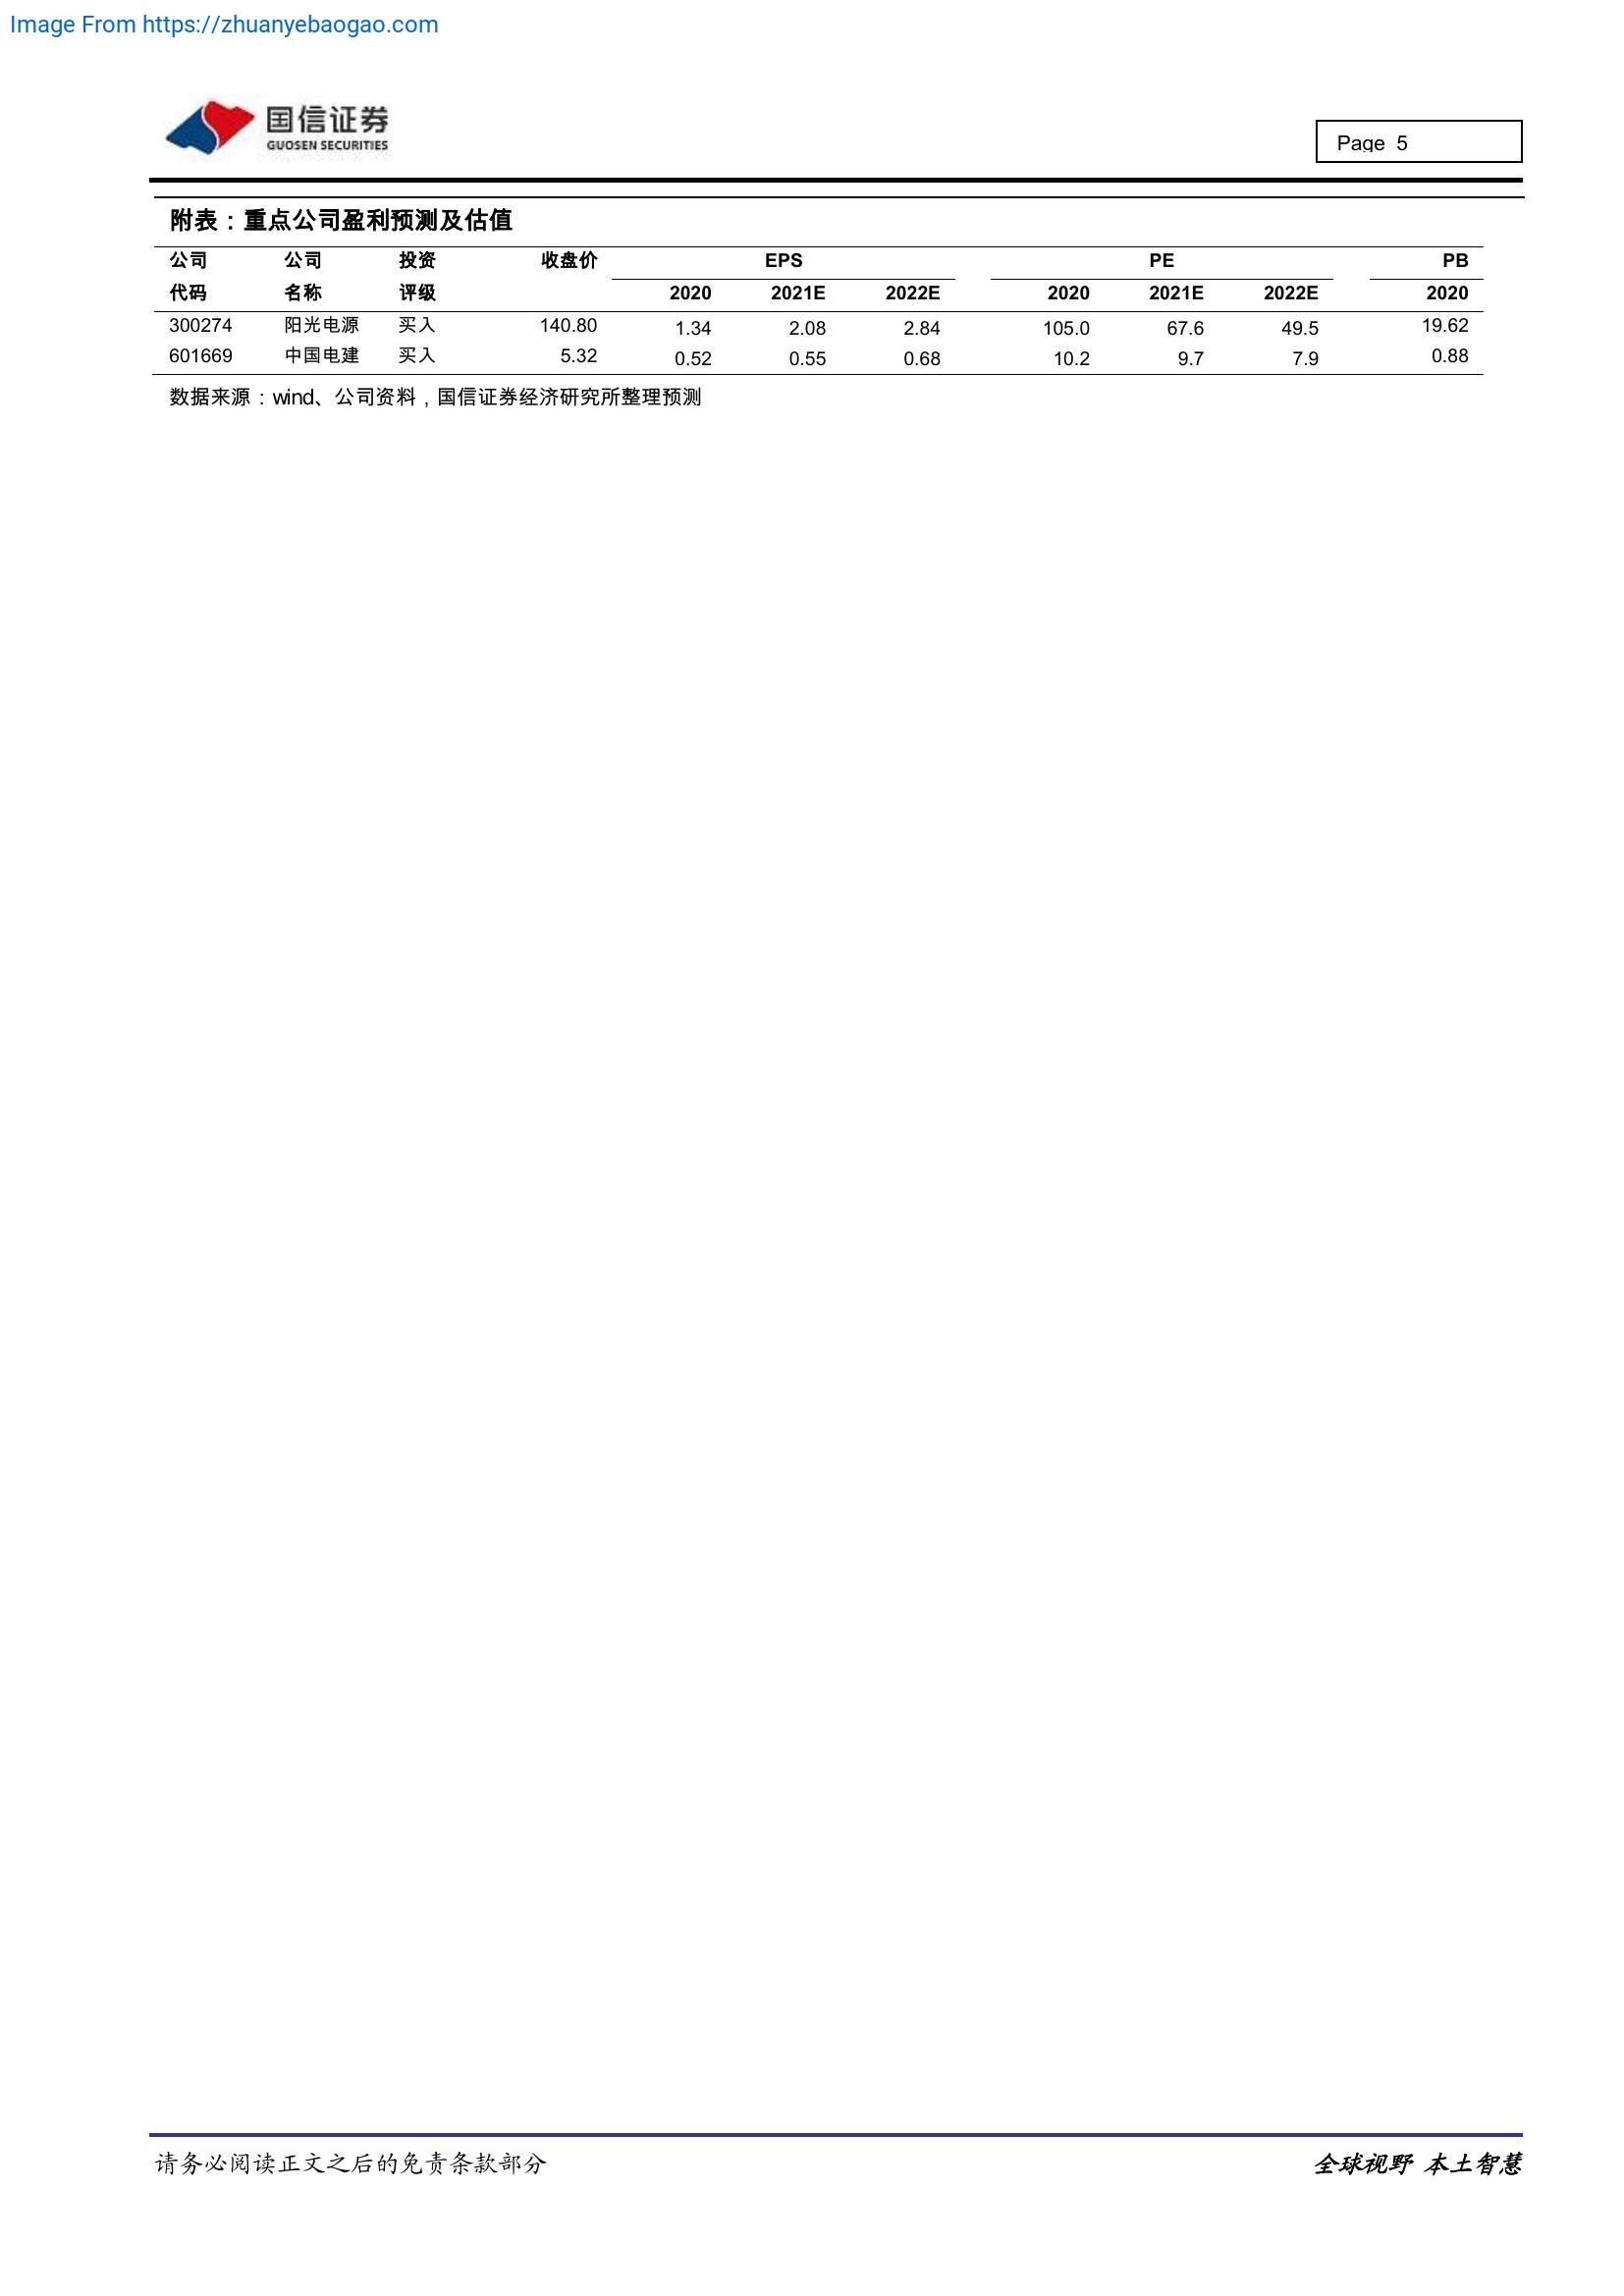 Image From https://zhuanyebaogao.com
国信证券
GUOSEN SECURITIES
Page 5
附表：重点公司盈利预测及估值
公司 公司 投资 收盘价 EPS PE PB
代码 名称 评级 2020 2021E 2022E 2020 2021E 2022E 2020
300274 阳光电源 买入 140.80 1.34 2.08 2.84 105.0 67.6 49.5 19.62
601669 中国电建 买入 5.32 0.52 0.55 0.68 10.2 9.7 7.9 0.88
数据来源：wind、公司资料，国信证券经济研究所整理预测
请务必阅读正文之后的免责条款部分 全球视野 本土智慧